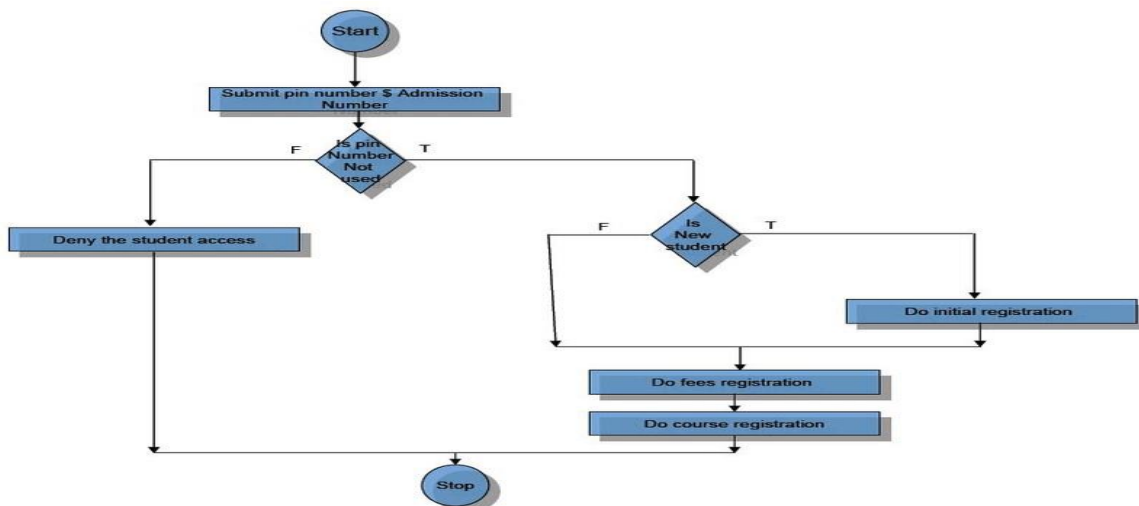 Start
Submit pin number $ Admission
Number
Is pin
Number
Not
used
F
T
Deny the student access
Is
New
student
F
T
Do initial registration
Do fees registration
Do course registration
Stop